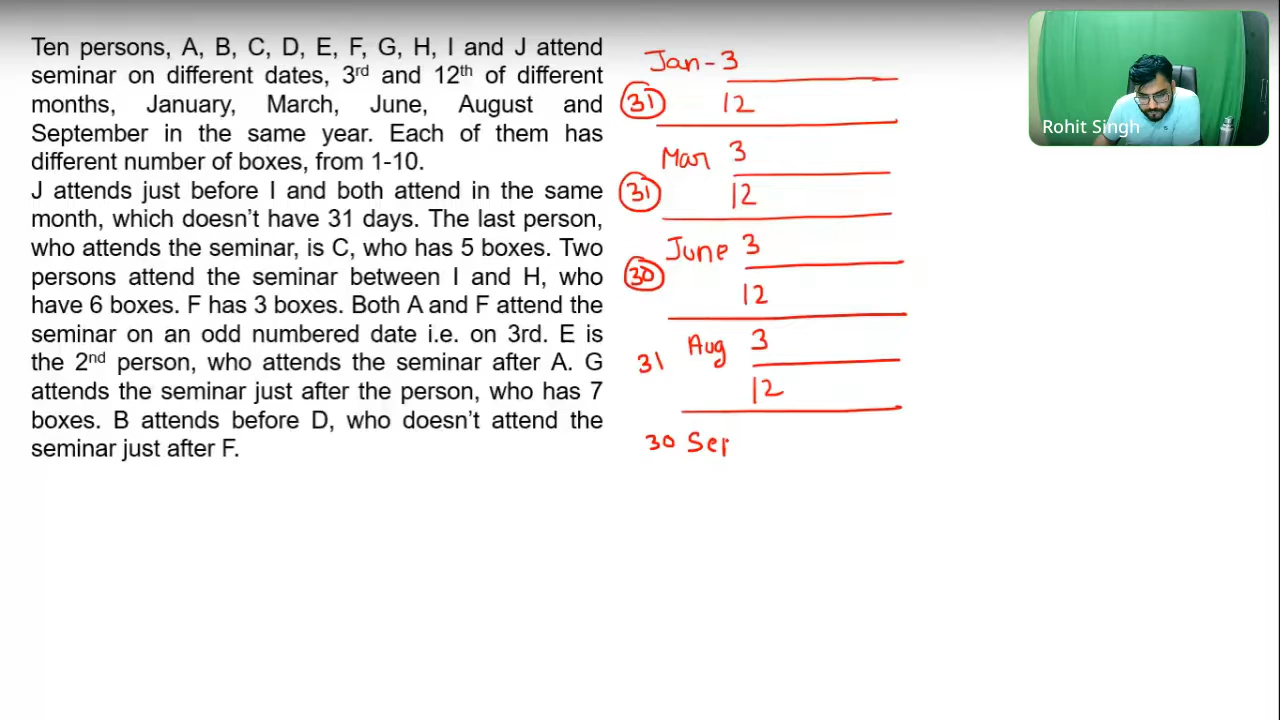 Ten persons, A, B, C, D, E, F, G, H, I and J attend
seminar on different dates, 3rd and 12th of different
months, January, March, June, August and
September in the same year. Each of them has
different number of boxes, from 1-10.
J attends just before I and both attend in the same
month, which doesn't have 31 days. The last person,
who attends the seminar, is C, who has 5 boxes. Two
persons attend the seminar between I and H, who
have 6 boxes. F has 3 boxes. Both A and F attend the
seminar on an odd numbered date i.e. on 3rd. E is
the 2nd person, who attends the seminar after A. G
attends the seminar just after the person, who has 7
boxes. B attends before D, who doesn't attend the
seminar just after F.
Jan - 3
31 12
Mar 3
31 12
June 3
30 12
Aug 3
31 12
30 Sep
Rohit Singh